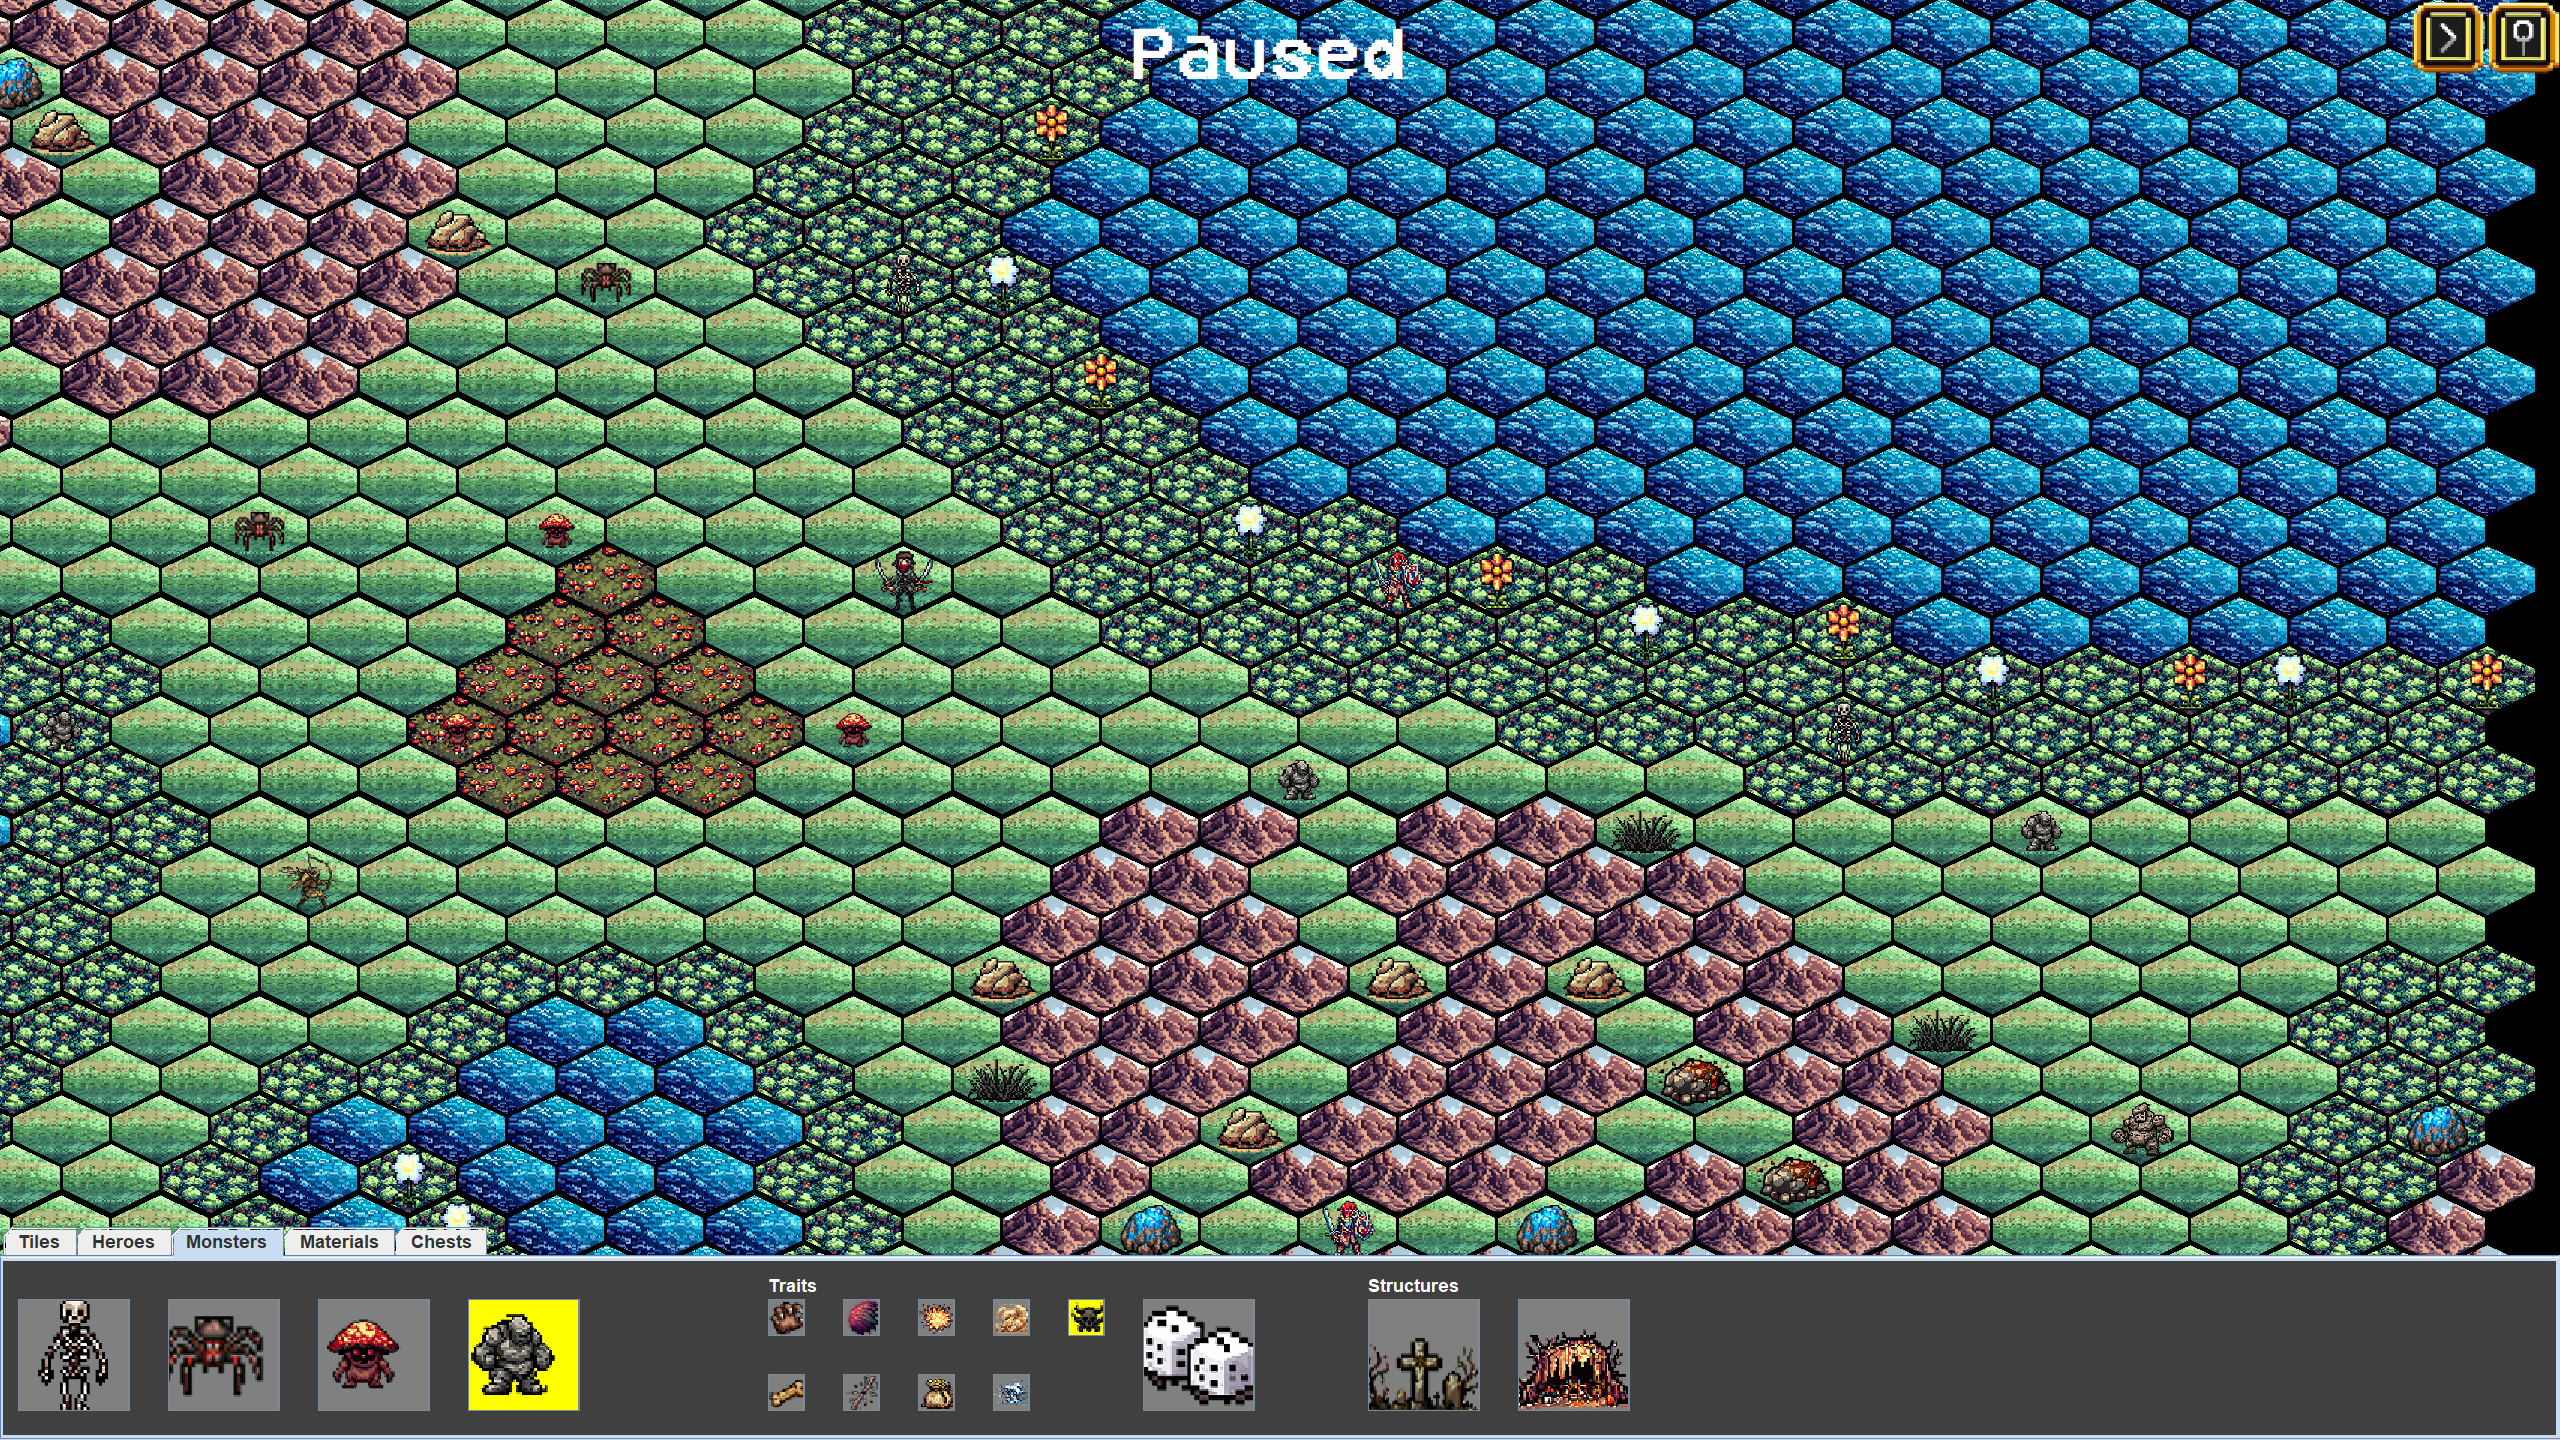 Paused
Tiles
Heroes
Monsters
Materials
Chests
Traits
Structures